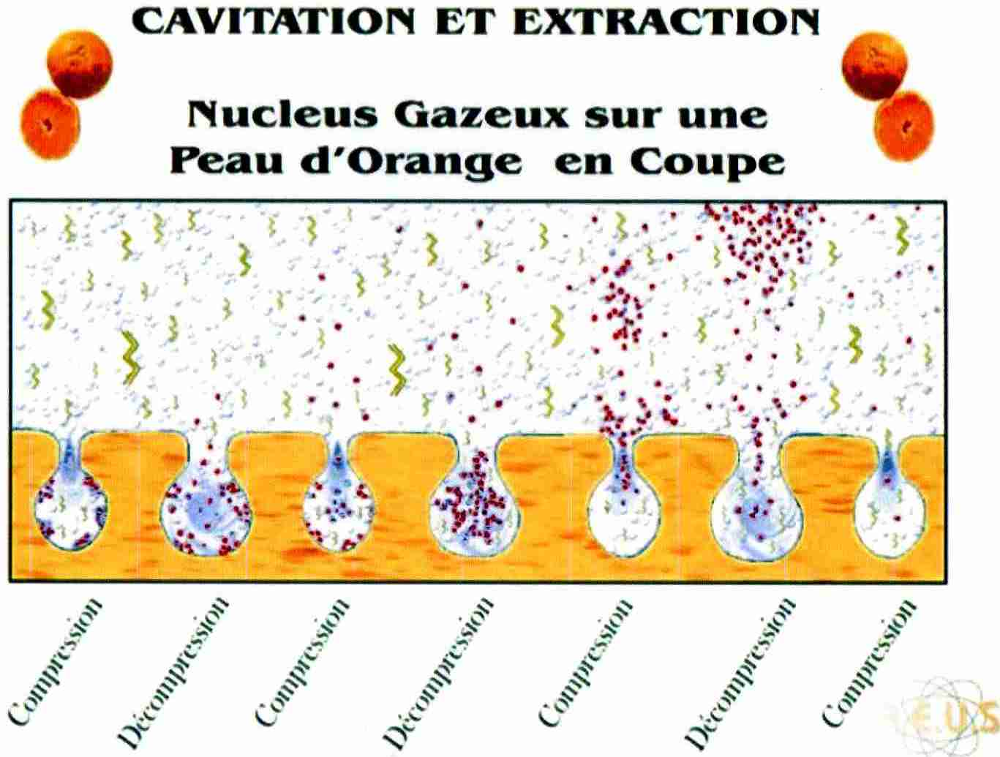 CAVITATION ET EXTRACTION
Nucleus Gazeux sur une
Peau d'Orange en Coupe
Compression
Décompression
Compression
Décompression
Compression
Décompression
Compression
E.U.S